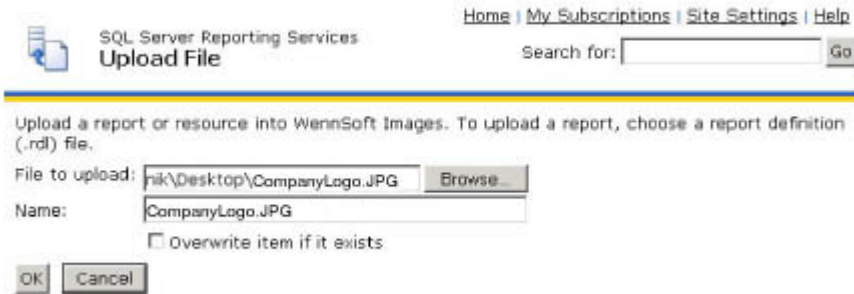 Home | My Subscriptions | Site Settings | Help
SQL Server Reporting Services
Upload File
Search for:
Go
Upload a report or resource into WennSoft Images. To upload a report, choose a report definition
(.rdl) file.
File to upload: nik\Desktop\CompanyLogo.JPG Browse...
Name: CompanyLogo.JPG
Overwrite item if it exists
OK Cancel